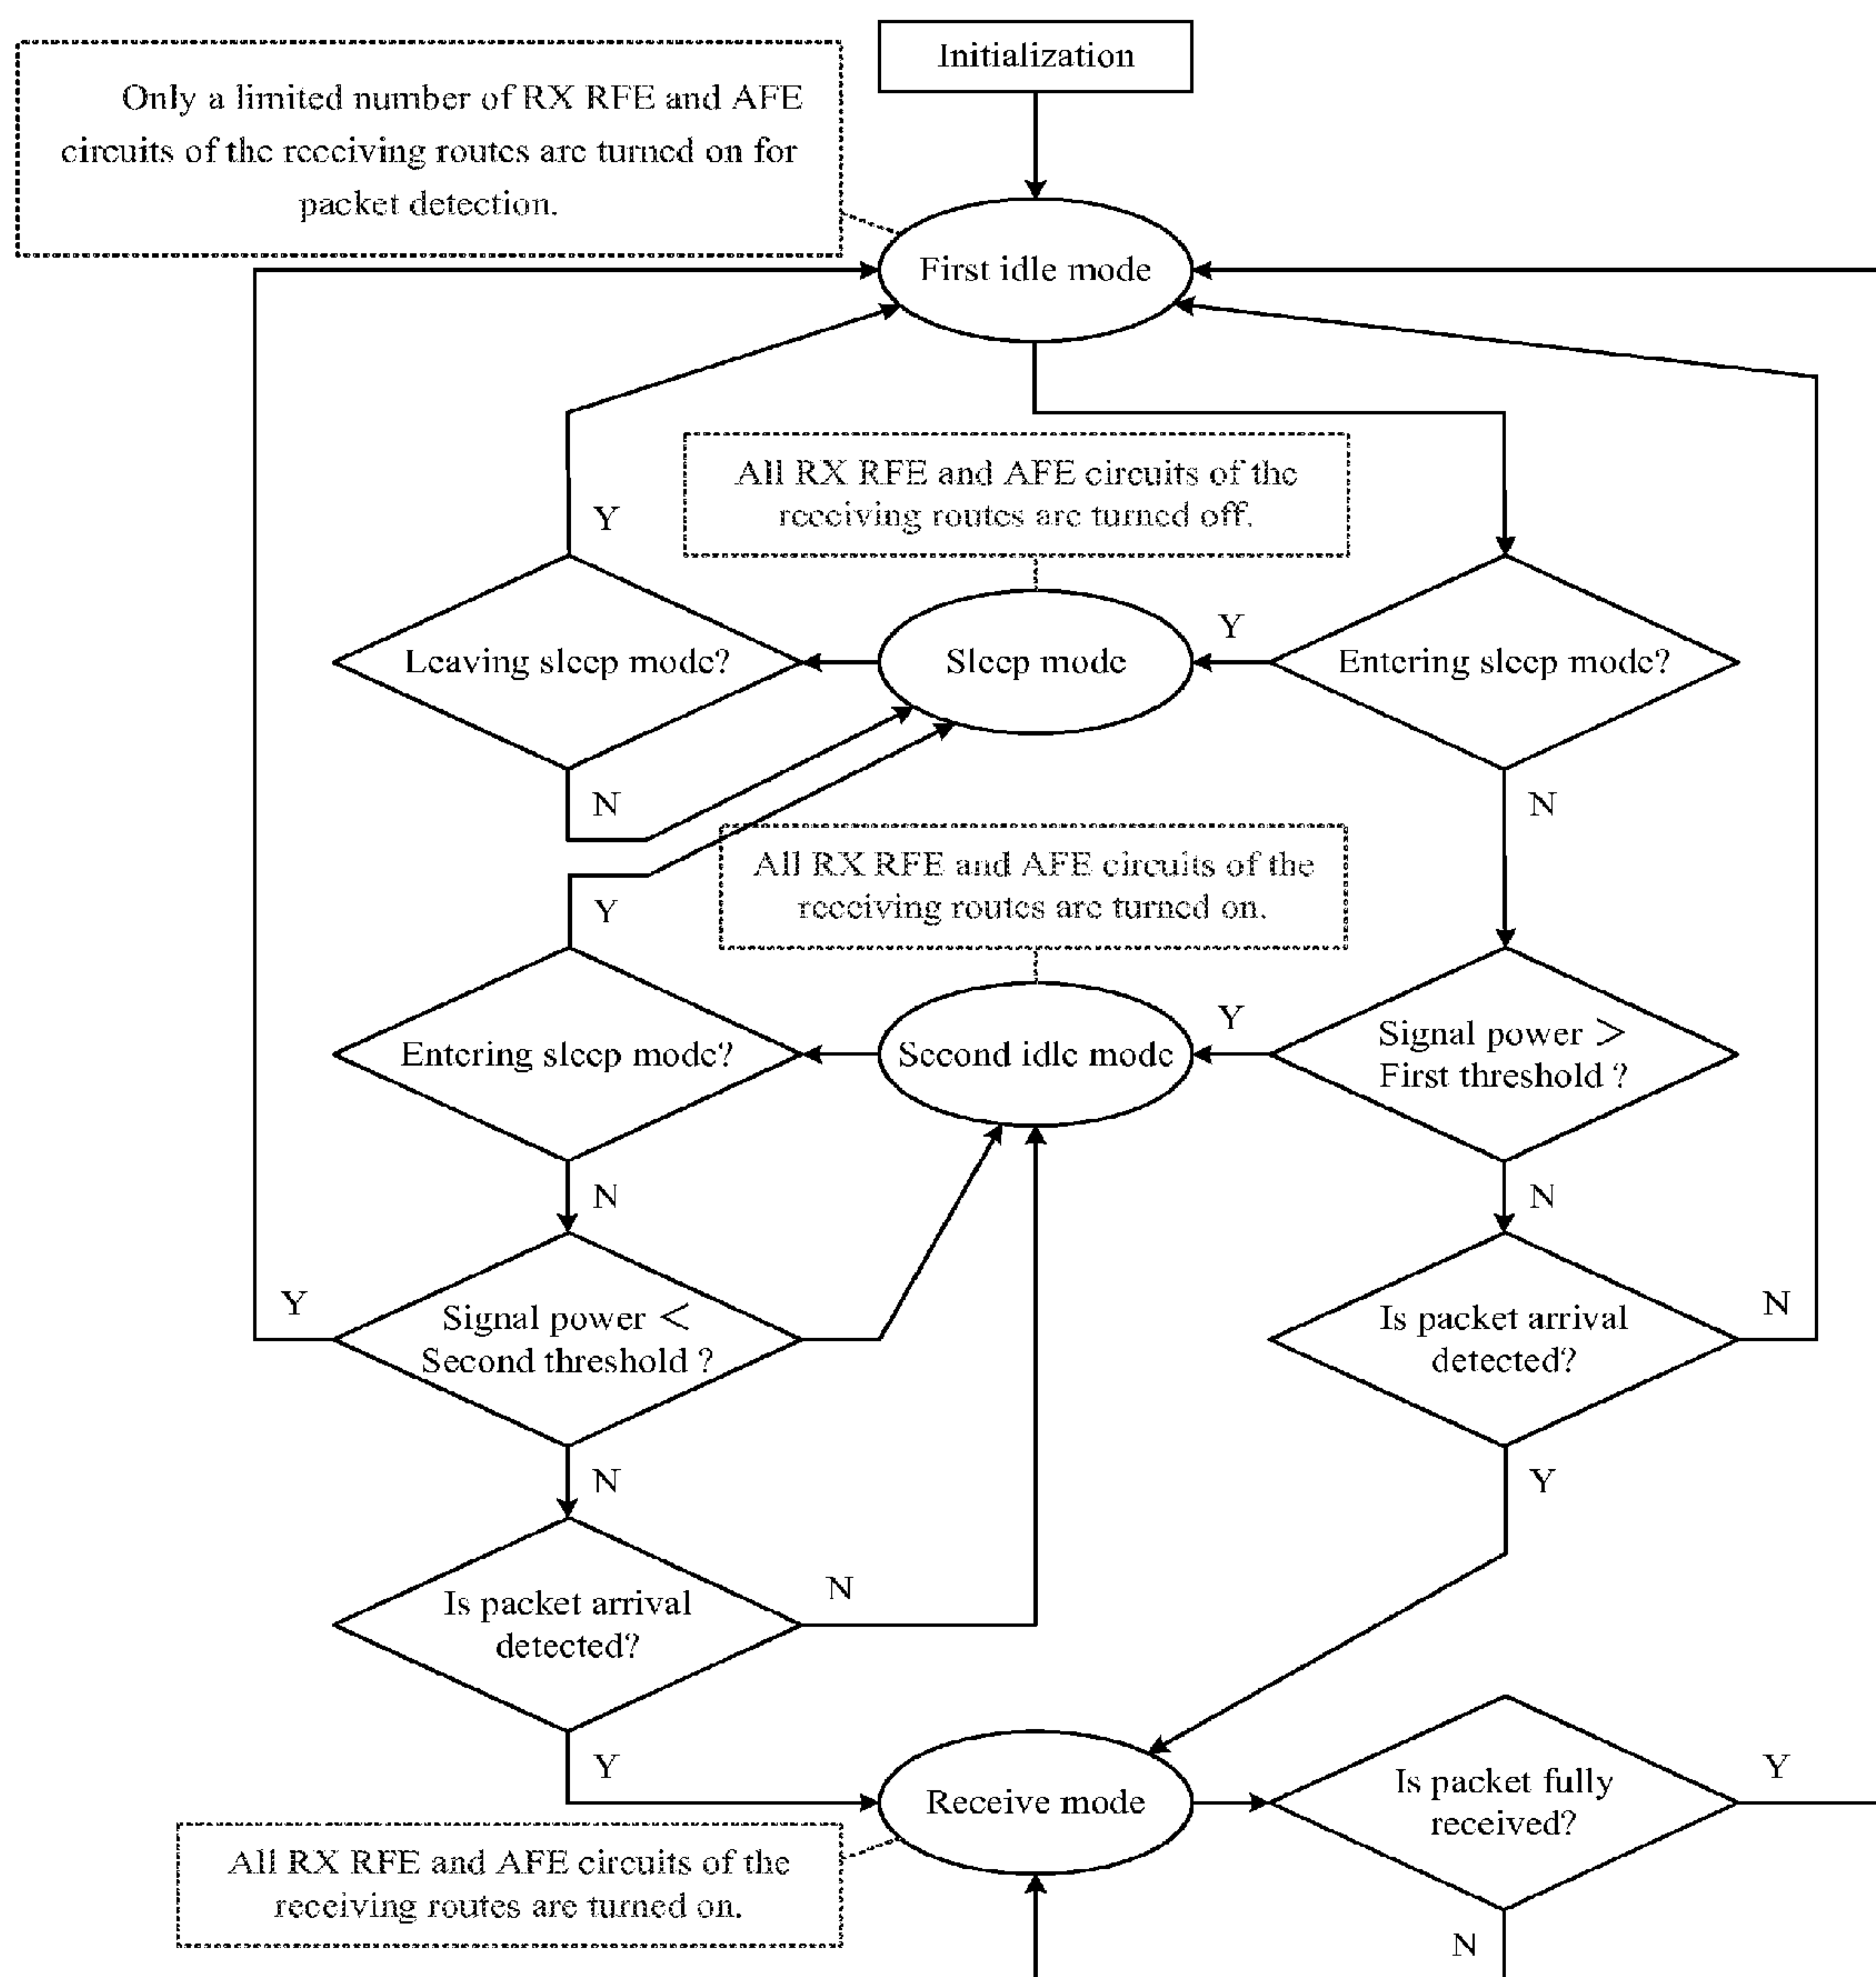 Initialization
Only a limited number of RX RFE and AFE
circuits of the receiving routes are turned on for
packet detection.
First idle mode
All RX RFE and AFE circuits of the
receiving routes are turned off.
Y
Y
Leaving sleep mode?
Sleep mode
Entering sleep mode?
N
N
All RX RFE and AFE circuits of the
receiving routes are turned on.
Y
Y
Entering sleep mode?
Second idle mode
Signal power >
First threshold ?
N
N
Y
Signal power <
Second threshold ?
Is packet arrival
detected?
N
N
Y
Is packet arrival
detected?
N
Y
Receive mode
Is packet fully
received?
Y
All RX RFE and AFE circuits of the
receiving routes are turned on.
N